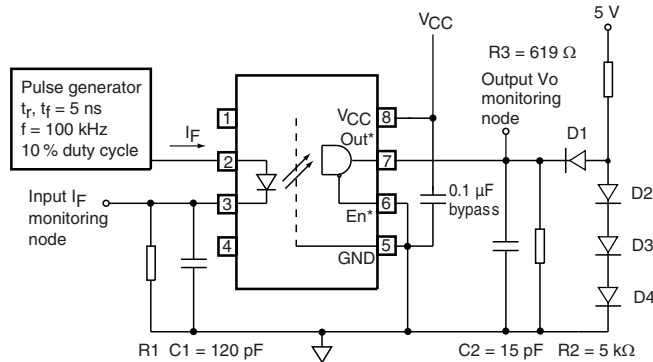 Pulse generator
tr, tf = 5 ns
f = 100 kHz
10 % duty cycle
IF
Input IF
monitoring
node
1
2
3
4
VCC
8
Out*
7
6
En*
5
GND
VCC
0.1 μF
bypass
5 V
R3 = 619 Ω
Output Vo
monitoring
node
D1
D2
D3
D4
R1
C1 = 120 pF
C2 = 15 pF
R2 = 5 kΩ